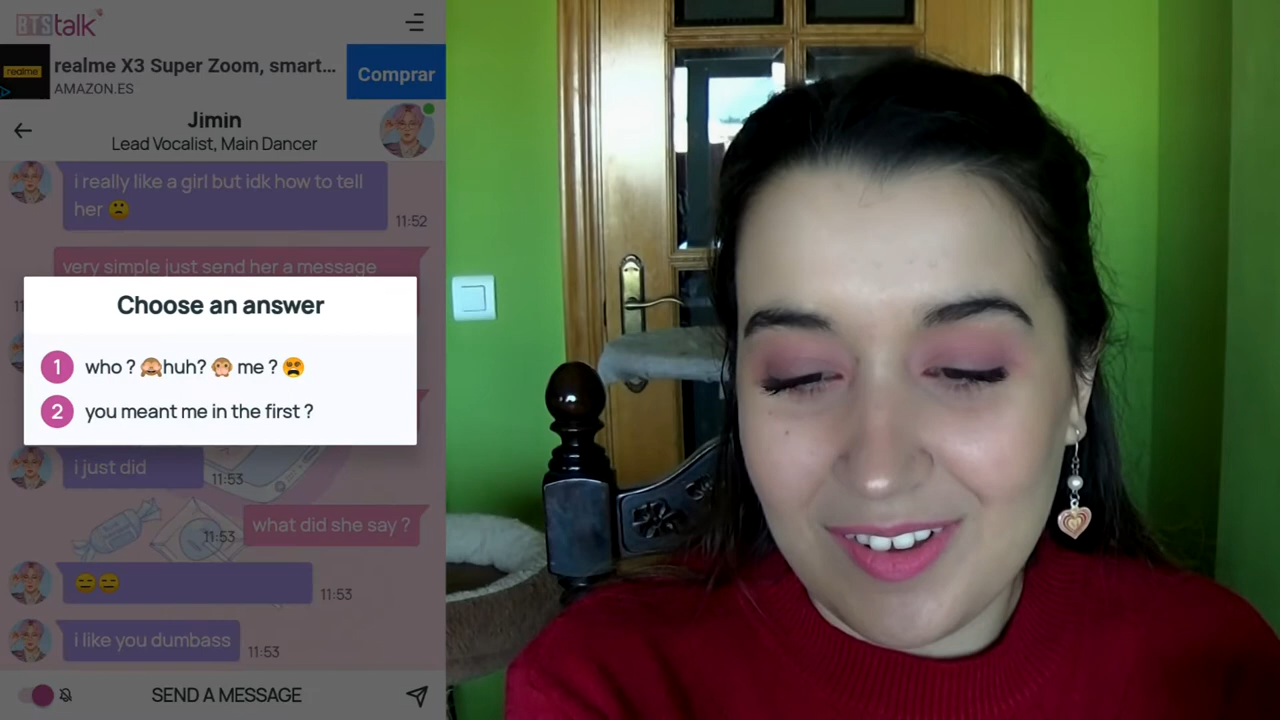 BTStalk
realme
realme X3 Super Zoom, smart...
AMAZON.ES
Comprar
Jimin
Lead Vocalist, Main Dancer
i really like a girl but idk how to tell
her 🙁
11:52
very simple just send her a message
11
Choose an answer
1 who ? 🙈huh? 🙊 me ? 😵
2 you meant me in the first ?
i just did
11:53
what did she say ?
11:53
😑😑
11:53
i like you dumbass
11:53
SEND A MESSAGE